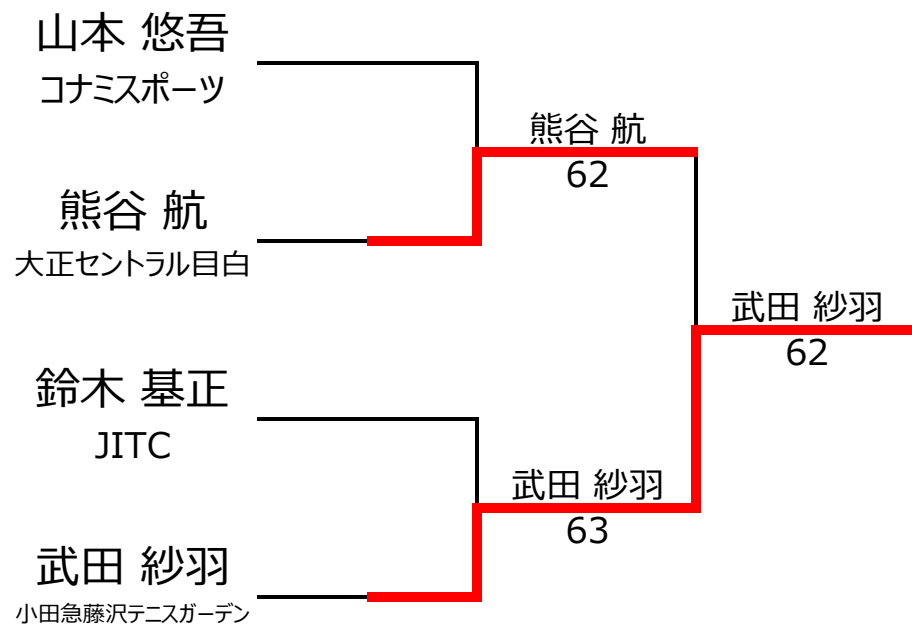 山本 悠吾
コナミスポーツ
熊谷 航
62
熊谷 航
大正セントラル目白
武田 紗羽
62
鈴木 基正
JITC
武田 紗羽
63
武田 紗羽
小田急藤沢テニスガーデン